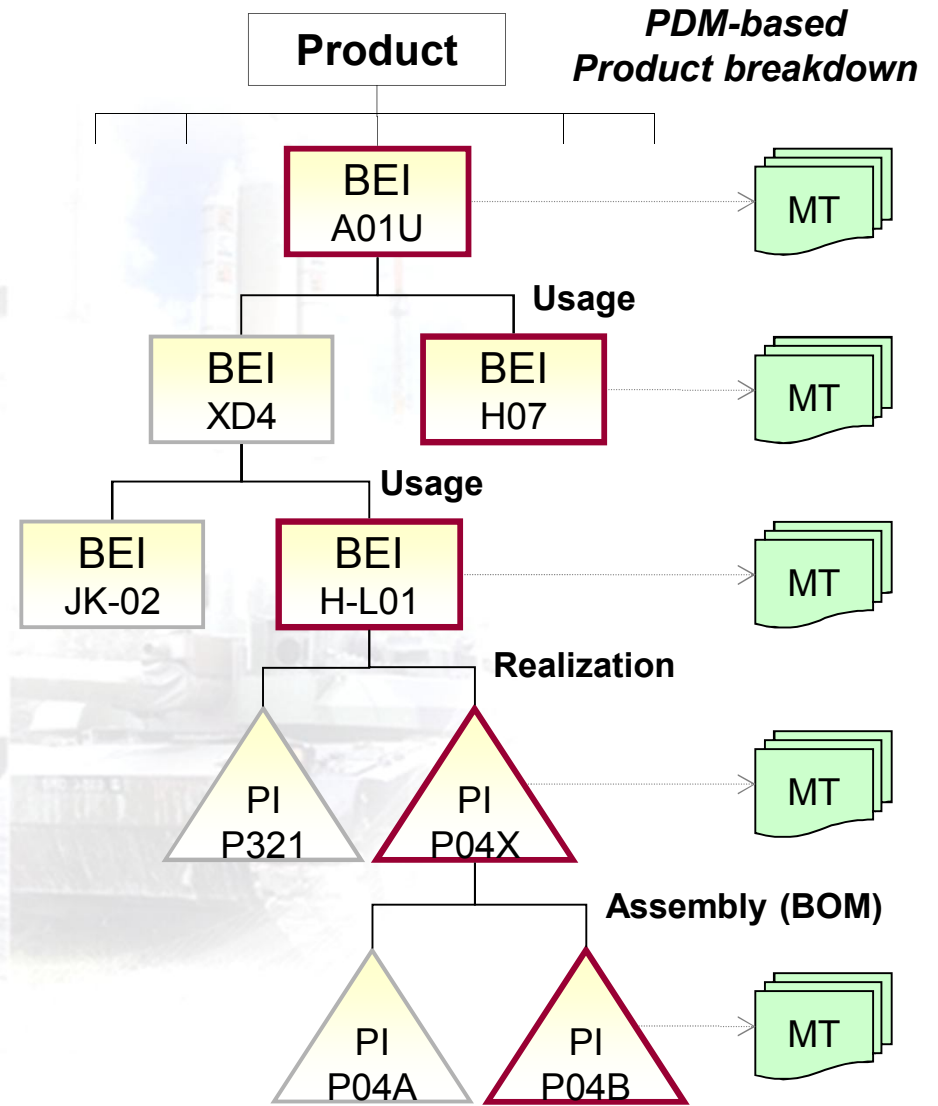 PDM-based
Product breakdown
Product
BEI
A01U
MT
Usage
BEI
XD4
BEI
H07
MT
Usage
BEI
JK-02
BEI
H-L01
MT
Realization
PI
P321
PI
P04X
MT
Assembly (BOM)
PI
P04A
PI
P04B
MT